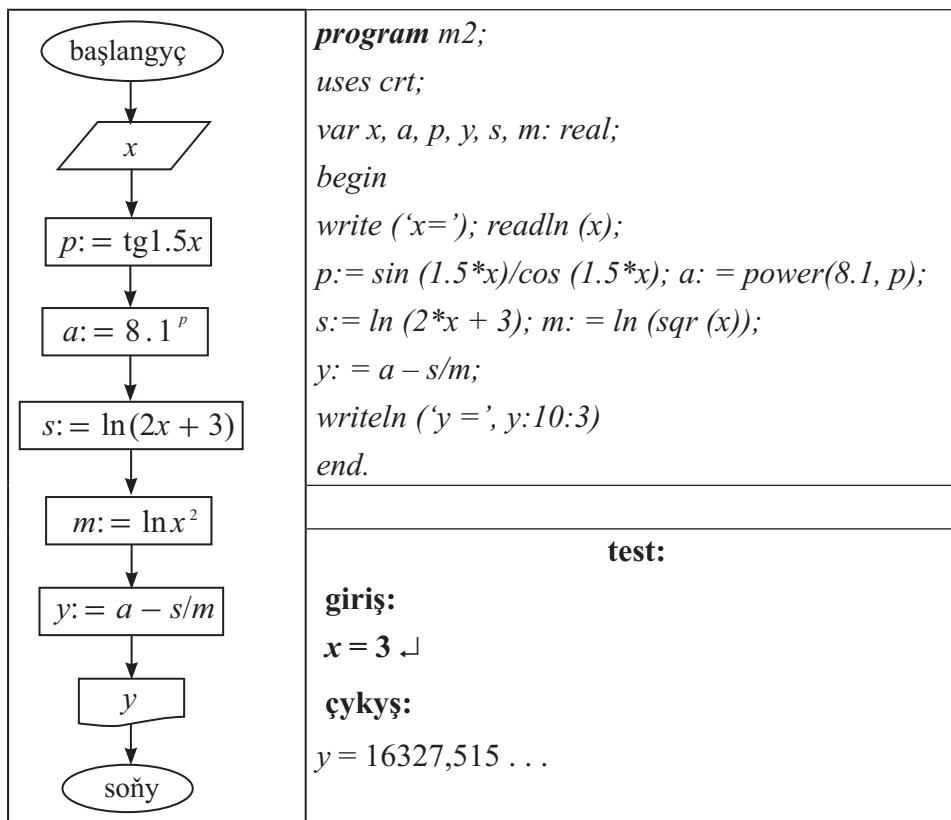 başlangyç
x
p: = tg1.5x
a: = 8.1^p
s: = ln(2x + 3)
m: = lnx²
y: = a – s/m
y
soňy
program m2;
uses crt;
var x, a, p, y, s, m: real;
begin
write (‘x=’); readln (x);
p:= sin (1.5*x)/cos (1.5*x); a: = power(8.1, p);
s:= ln (2*x + 3); m: = ln (sqr (x));
y: = a – s/m;
writeln (‘y =’, y:10:3)
end.
test:
giriş:
x = 3 ↵
çykyş:
y = 16327,515 . . .